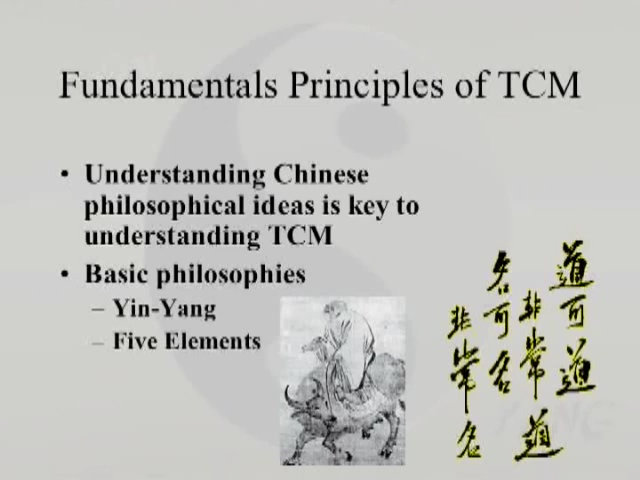 Fundamentals Principles of TCM
• Understanding Chinese
philosophical ideas is key to
understanding TCM
• Basic philosophies
– Yin-Yang
– Five Elements
道可道
非常道
名可名
非常名